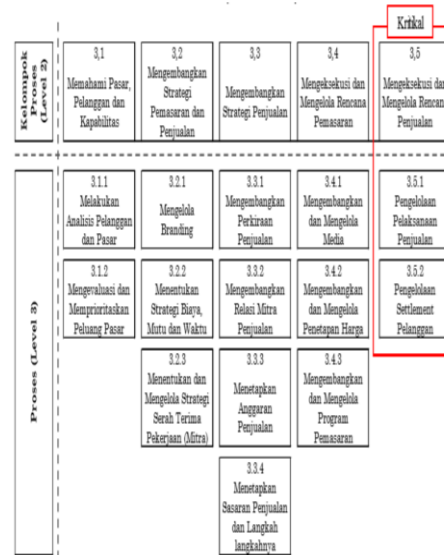 Kritikal
Kelompok
Proses
(Level 2)
3,1
Memahami Pasar,
Pelanggan dan
Kapabilitas
3,2
Mengembangkan
Strategi
Pemasaran dan
Penjualan
3,3
Mengembangkan
Strategi Penjualan
3,4
Mengeksekusi dan
Mengelola Rencana
Pemasaran
3,5
Mengeksekusi dan
Mengelola Rencana
Penjualan
Proses (Level 3)
3.1.1
Melakukan
Analisis Pelanggan
dan Pasar
3.2.1
Mengelola
Branding
3.3.1
Mengembangkan
Perkiraan
Penjualan
3.4.1
Mengembangkan
dan Mengelola
Media
3.5.1
Pengelolaan
Pelaksanaan
Penjualan
3.1.2
Mengevaluasi dan
Memprioritaskan
Peluang Pasar
3.2.2
Menentukan
Strategi Biaya,
Mutu dan Waktu
3.3.2
Mengembangkan
Relasi Mitra
Penjualan
3.4.2
Mengembangkan
dan Mengelola
Penetapan Harga
3.5.2
Pengelolaan
Settlement
Pelanggan
3.2.3
Menentukan dan
Mengelola Strategi
Serah Terima
Pekerjaan (Mitra)
3.3.3
Menetapkan
Anggaran
Penjualan
3.4.3
Mengembangkan
dan Mengelola
Program
Pemasaran
3.3.4
Menetapkan
Sasaran Penjualan
dan Langkah
langkahnya